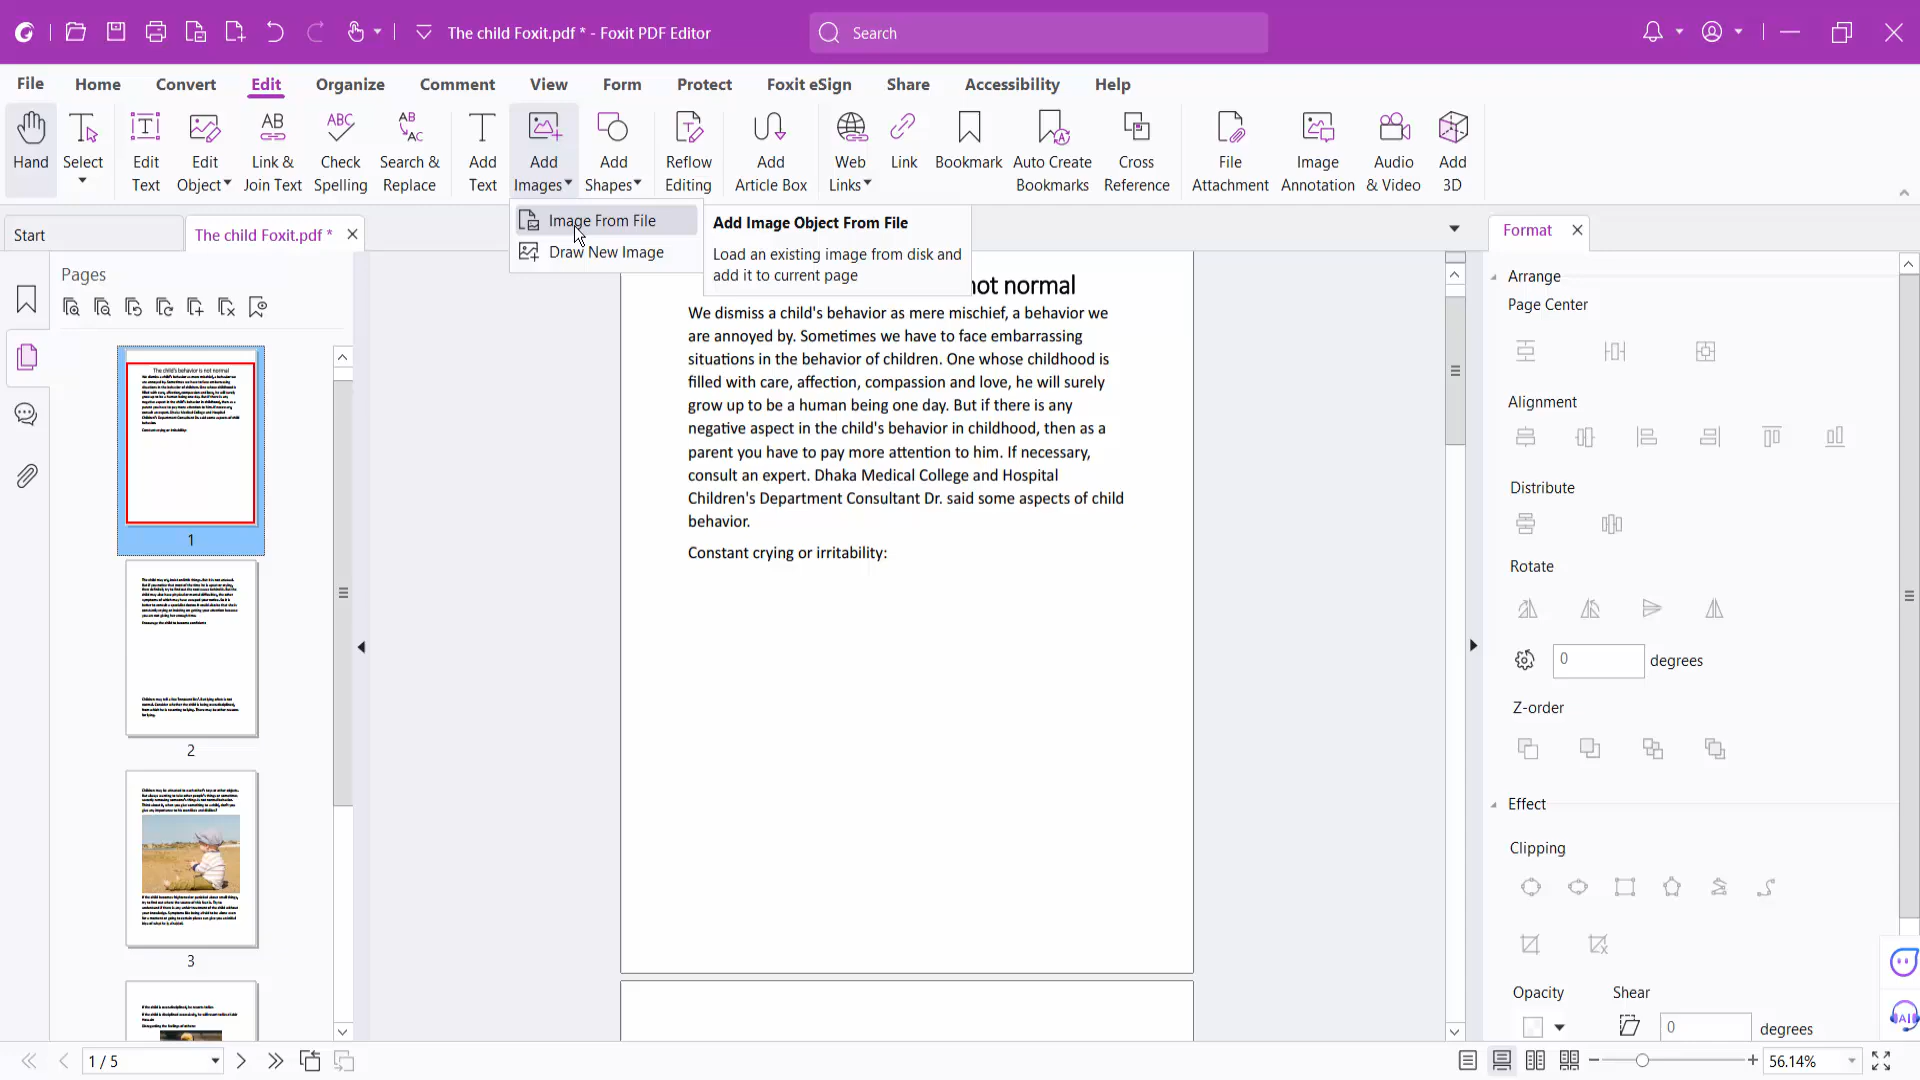 The child Foxit.pdf * - Foxit PDF Editor
Search
File
Home
Convert
Edit
Organize
Comment
View
Form
Protect
Foxit eSign
Share
Accessibility
Help
Hand
Select
Edit
Text
Edit
Object
Link &
Join Text
Check
Spelling
Search &
Replace
Add
Text
Add
Images
Add
Shapes
Reflow
Editing
Add
Article Box
Web
Links
Link
Bookmark
Auto Create
Bookmarks
Cross
Reference
File
Attachment
Image
Annotation
Audio
& Video
Add
3D
Image From File
Draw New Image
Add Image Object From File
Load an existing image from disk and
add it to current page
Start
The child Foxit.pdf *
Pages
1
2
3
not normal
We dismiss a child's behavior as mere mischief, a behavior we
are annoyed by. Sometimes we have to face embarrassing
situations in the behavior of children. One whose childhood is
filled with care, affection, compassion and love, he will surely
grow up to be a human being one day. But if there is any
negative aspect in the child's behavior in childhood, then as a
parent you have to pay more attention to him. If necessary,
consult an expert. Dhaka Medical College and Hospital
Children's Department Consultant Dr. said some aspects of child
behavior.
Constant crying or irritability:
Format
Arrange
Page Center
Alignment
Distribute
Rotate
0
degrees
Z-order
Effect
Clipping
Opacity
Shear
0
degrees
AI
1 / 5
56.14%